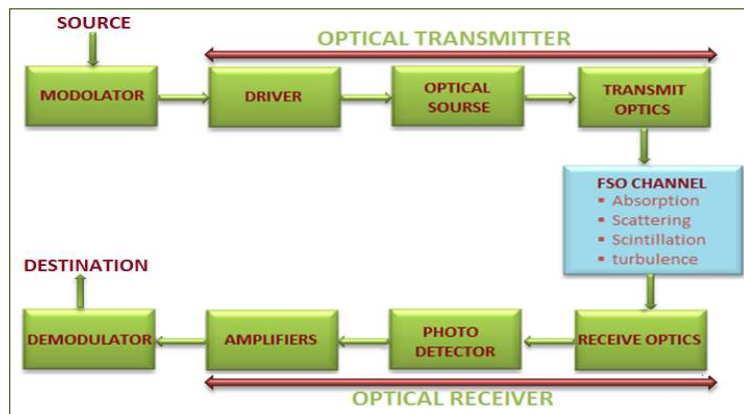 SOURCE
OPTICAL TRANSMITTER
MODOLATOR
DRIVER
OPTICAL
SOURSE
TRANSMIT
OPTICS
FSO CHANNEL
▪ Absorption
▪ Scattering
▪ Scintillation
▪ turbulence
DESTINATION
DEMODULATOR
AMPLIFIERS
PHOTO
DETECTOR
RECEIVE OPTICS
OPTICAL RECEIVER